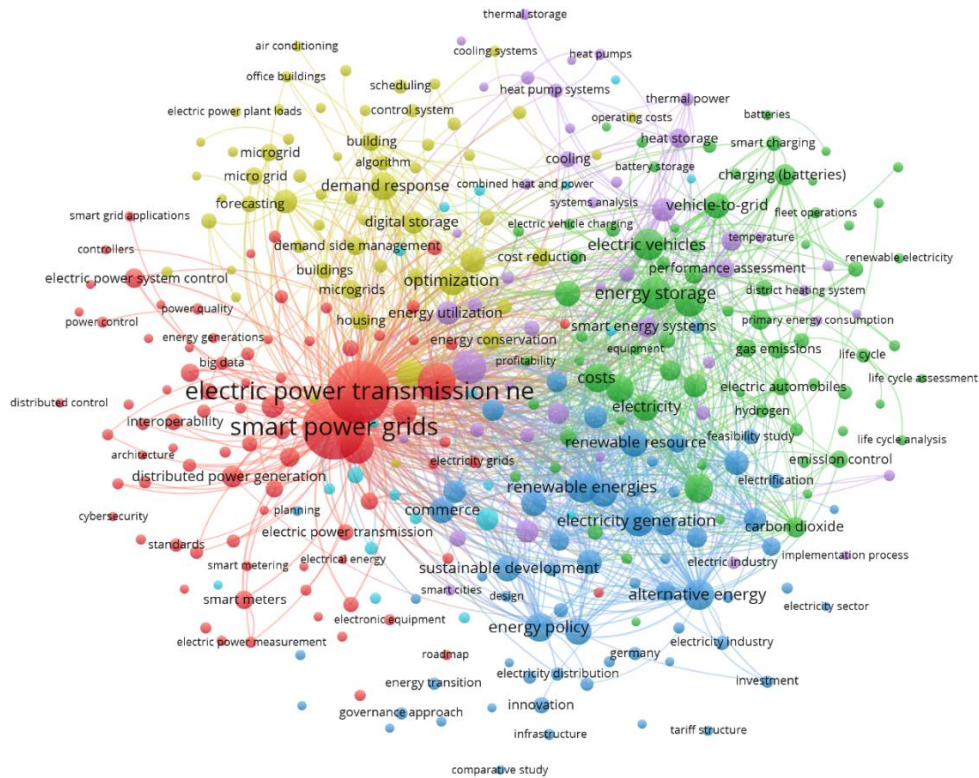 thermal storage
air conditioning
cooling systems
heat pumps
office buildings
scheduling
heat pump systems
thermal power
electric power plant loads
control system
operating costs
batteries
building
heat storage
smart charging
microgrid
algorithm
cooling
battery storage
micro grid
demand response
combined heat and power
charging (batteries)
forecasting
systems analysis
vehicle-to-grid
smart grid applications
digital storage
electric vehicle charging
fleet operations
controllers
demand side management
electric vehicles
temperature
cost reduction
renewable electricity
electric power system control
buildings
optimization
performance assessment
microgrids
energy storage
district heating system
power quality
energy utilization
power control
housing
smart energy systems
primary energy consumption
energy generations
energy conservation
equipment
gas emissions
life cycle
big data
profitability
costs
life cycle assessment
electric power transmission ne
electric automobiles
distributed control
electricity
hydrogen
interoperability
smart power grids
feasibility study
architecture
renewable resource
life cycle analysis
electricity grids
emission control
distributed power generation
renewable energies
electrification
planning
commerce
cybersecurity
electricity generation
carbon dioxide
electric power transmission
standards
electrical energy
electric industry
implementation process
smart metering
sustainable development
smart cities
design
alternative energy
smart meters
electricity sector
electronic equipment
energy policy
electric power measurement
electricity industry
roadmap
germany
energy transition
electricity distribution
investment
governance approach
innovation
infrastructure
tariff structure
comparative study